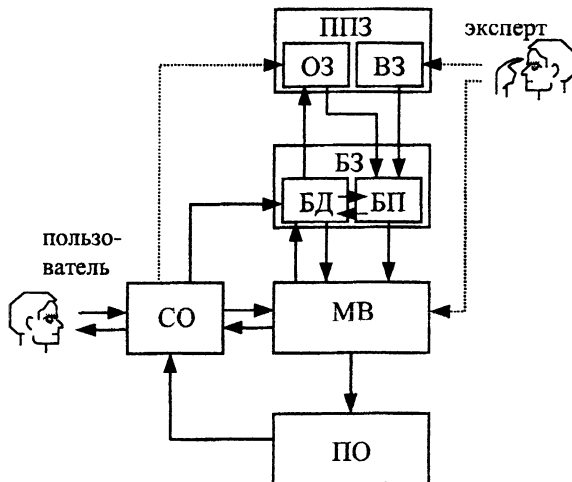 ППЗ
эксперт
ОЗ
ВЗ
БЗ
БД
БП
пользо-
ватель
СО
МВ
ПО